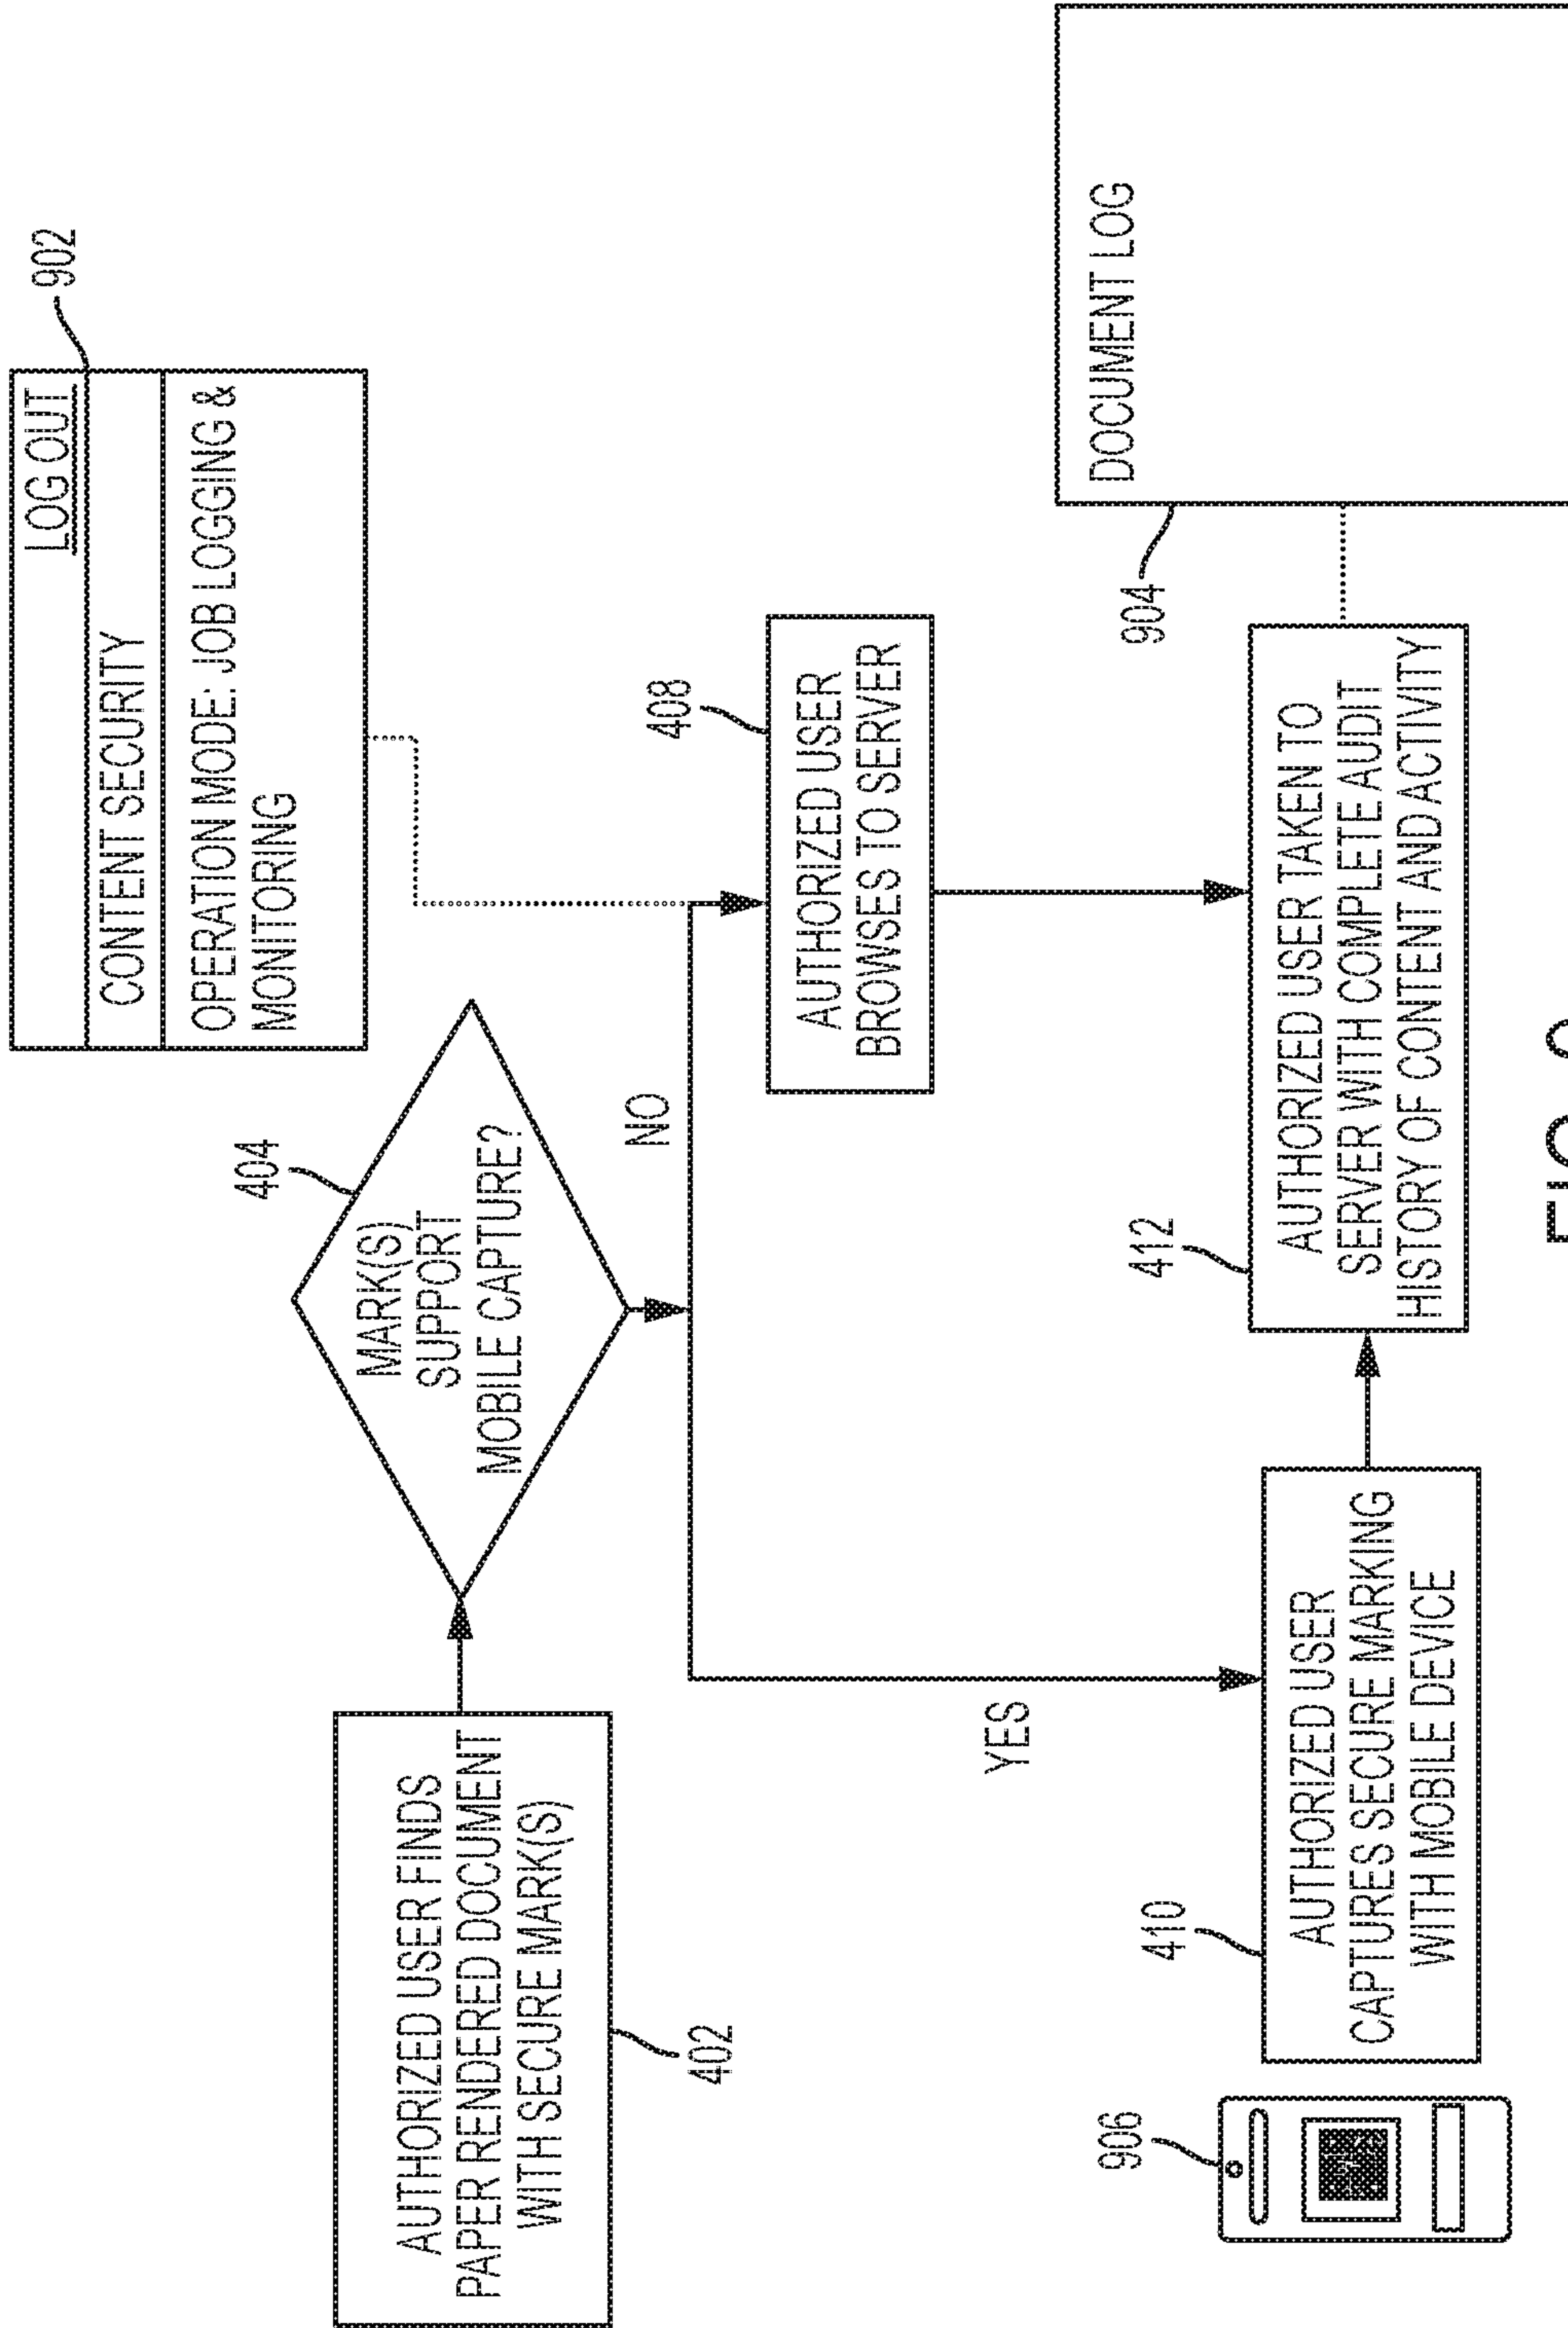 LOG OUT
902
CONTENT SECURITY
OPERATION MODE: JOB LOGGING &
MONITORING
404
MARK(S)
SUPPORT
MOBILE CAPTURE?
AUTHORIZED USER FINDS
PAPER RENDERED DOCUMENT
WITH SECURE MARK(S)
402
NO
408
AUTHORIZED USER
BROWSES TO SERVER
YES
906
410
AUTHORIZED USER
CAPTURES SECURE MARKING
WITH MOBILE DEVICE
412
AUTHORIZED USER TAKEN TO
SERVER WITH COMPLETE AUDIT
HISTORY OF CONTENT AND ACTIVITY
904
DOCUMENT LOG